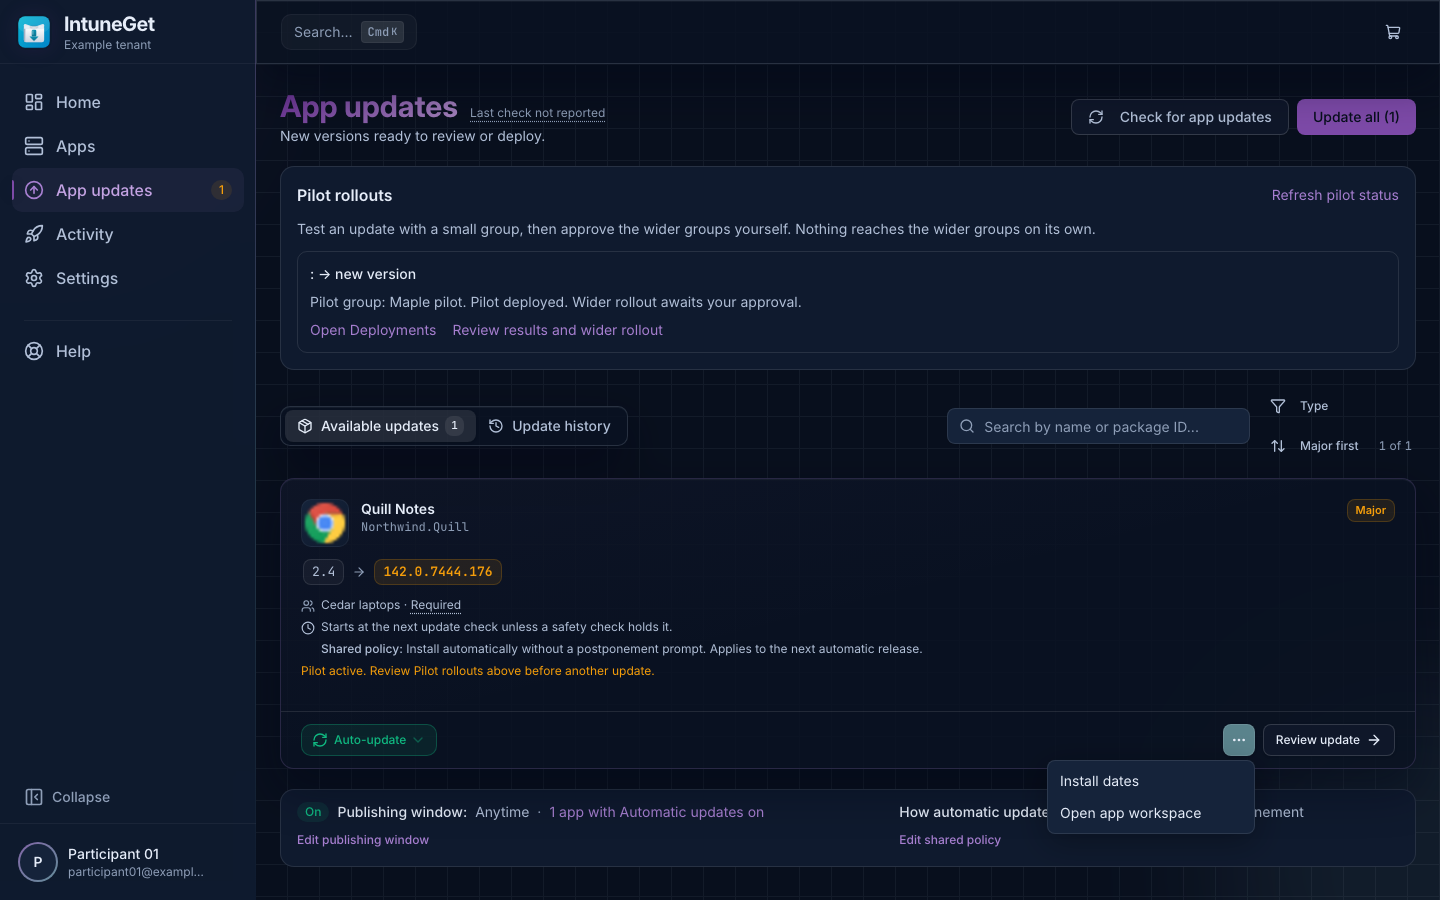 IntuneGet
Example tenant
Search... Cmd K
Home
Apps
App updates 1
Activity
Settings
Help
Collapse
P
Participant 01
participant01@exampl...
App updates Last check not reported
New versions ready to review or deploy.
Check for app updates
Update all (1)
Pilot rollouts
Refresh pilot status
Test an update with a small group, then approve the wider groups yourself. Nothing reaches the wider groups on its own.
: → new version
Pilot group: Maple pilot. Pilot deployed. Wider rollout awaits your approval.
Open Deployments Review results and wider rollout
Available updates 1 Update history
Search by name or package ID...
Type
Major first 1 of 1
Quill Notes
Northwind.Quill
Major
2.4 → 142.0.7444.176
Cedar laptops · Required
Starts at the next update check unless a safety check holds it.
Shared policy: Install automatically without a postponement prompt. Applies to the next automatic release.
Pilot active. Review Pilot rollouts above before another update.
Auto-update
... Review update →
Install dates
Open app workspace
On Publishing window: Anytime · 1 app with Automatic updates on
Edit publishing window
How automatic update
Edit shared policy